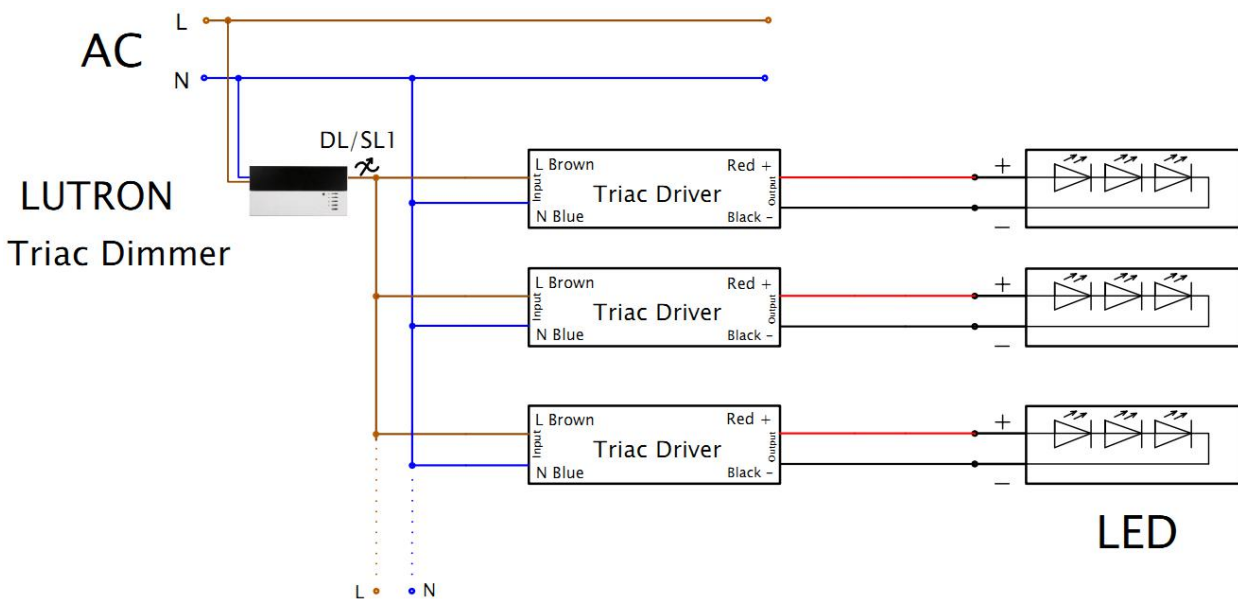 L
AC
N
DL/SL1
LUTRON
Triac Dimmer
L Brown
Red +
Input
Triac Driver
Output
N Blue
Black -
+
−
L Brown
Red +
Input
Triac Driver
Output
N Blue
Black -
+
−
L Brown
Red +
Input
Triac Driver
Output
N Blue
Black -
+
−
LED
L
N